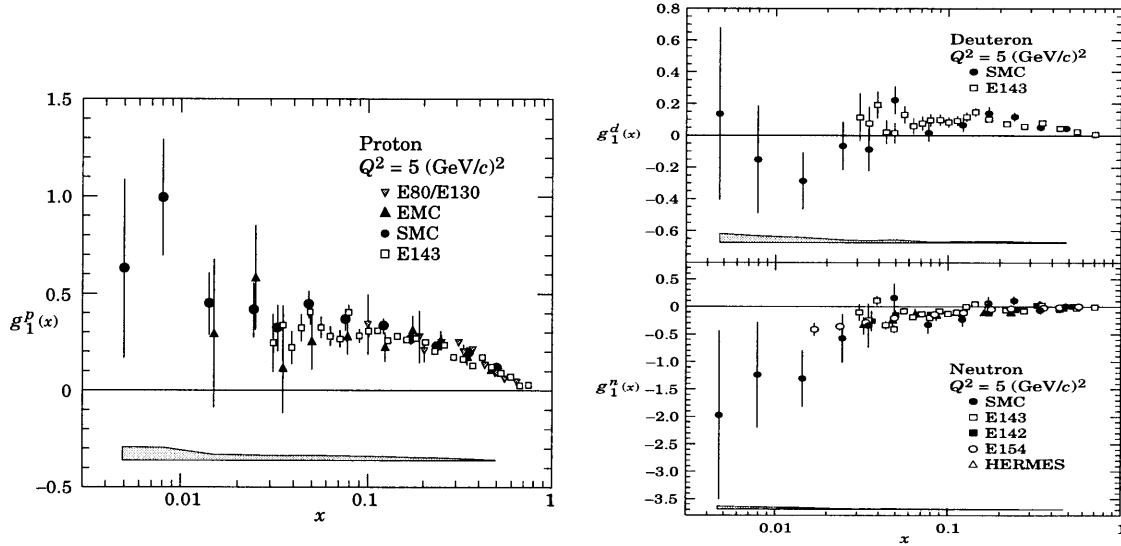 1.5
1.0
0.5
0
−0.5
g₁ᵖ(x)
Proton
Q² = 5 (GeV/c)²
E80/E130
EMC
SMC
E143
0.01
0.1
1
x
0.8
0.6
0.4
0.2
0
−0.2
−0.4
−0.6
g₁ᵈ(x)
Deuteron
Q² = 5 (GeV/c)²
SMC
E143
0.5
0
−0.5
−1.0
−1.5
−2.0
−2.5
−3.0
−3.5
g₁ⁿ(x)
Neutron
Q² = 5 (GeV/c)²
SMC
E143
E142
E154
HERMES
0.01
0.1
1
x